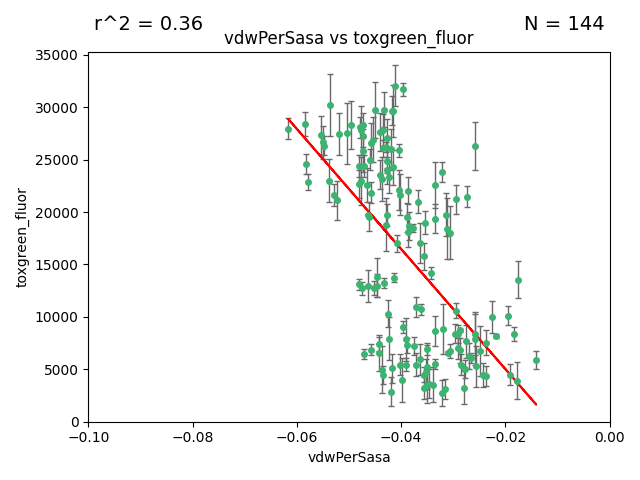 r^2 = 0.36 N = 144
vdwPerSasa vs toxgreen_fluor
35000
30000
25000
20000
15000
10000
5000
0
toxgreen_fluor
−0.10 −0.08 −0.06 −0.04 −0.02 0.00
vdwPerSasa